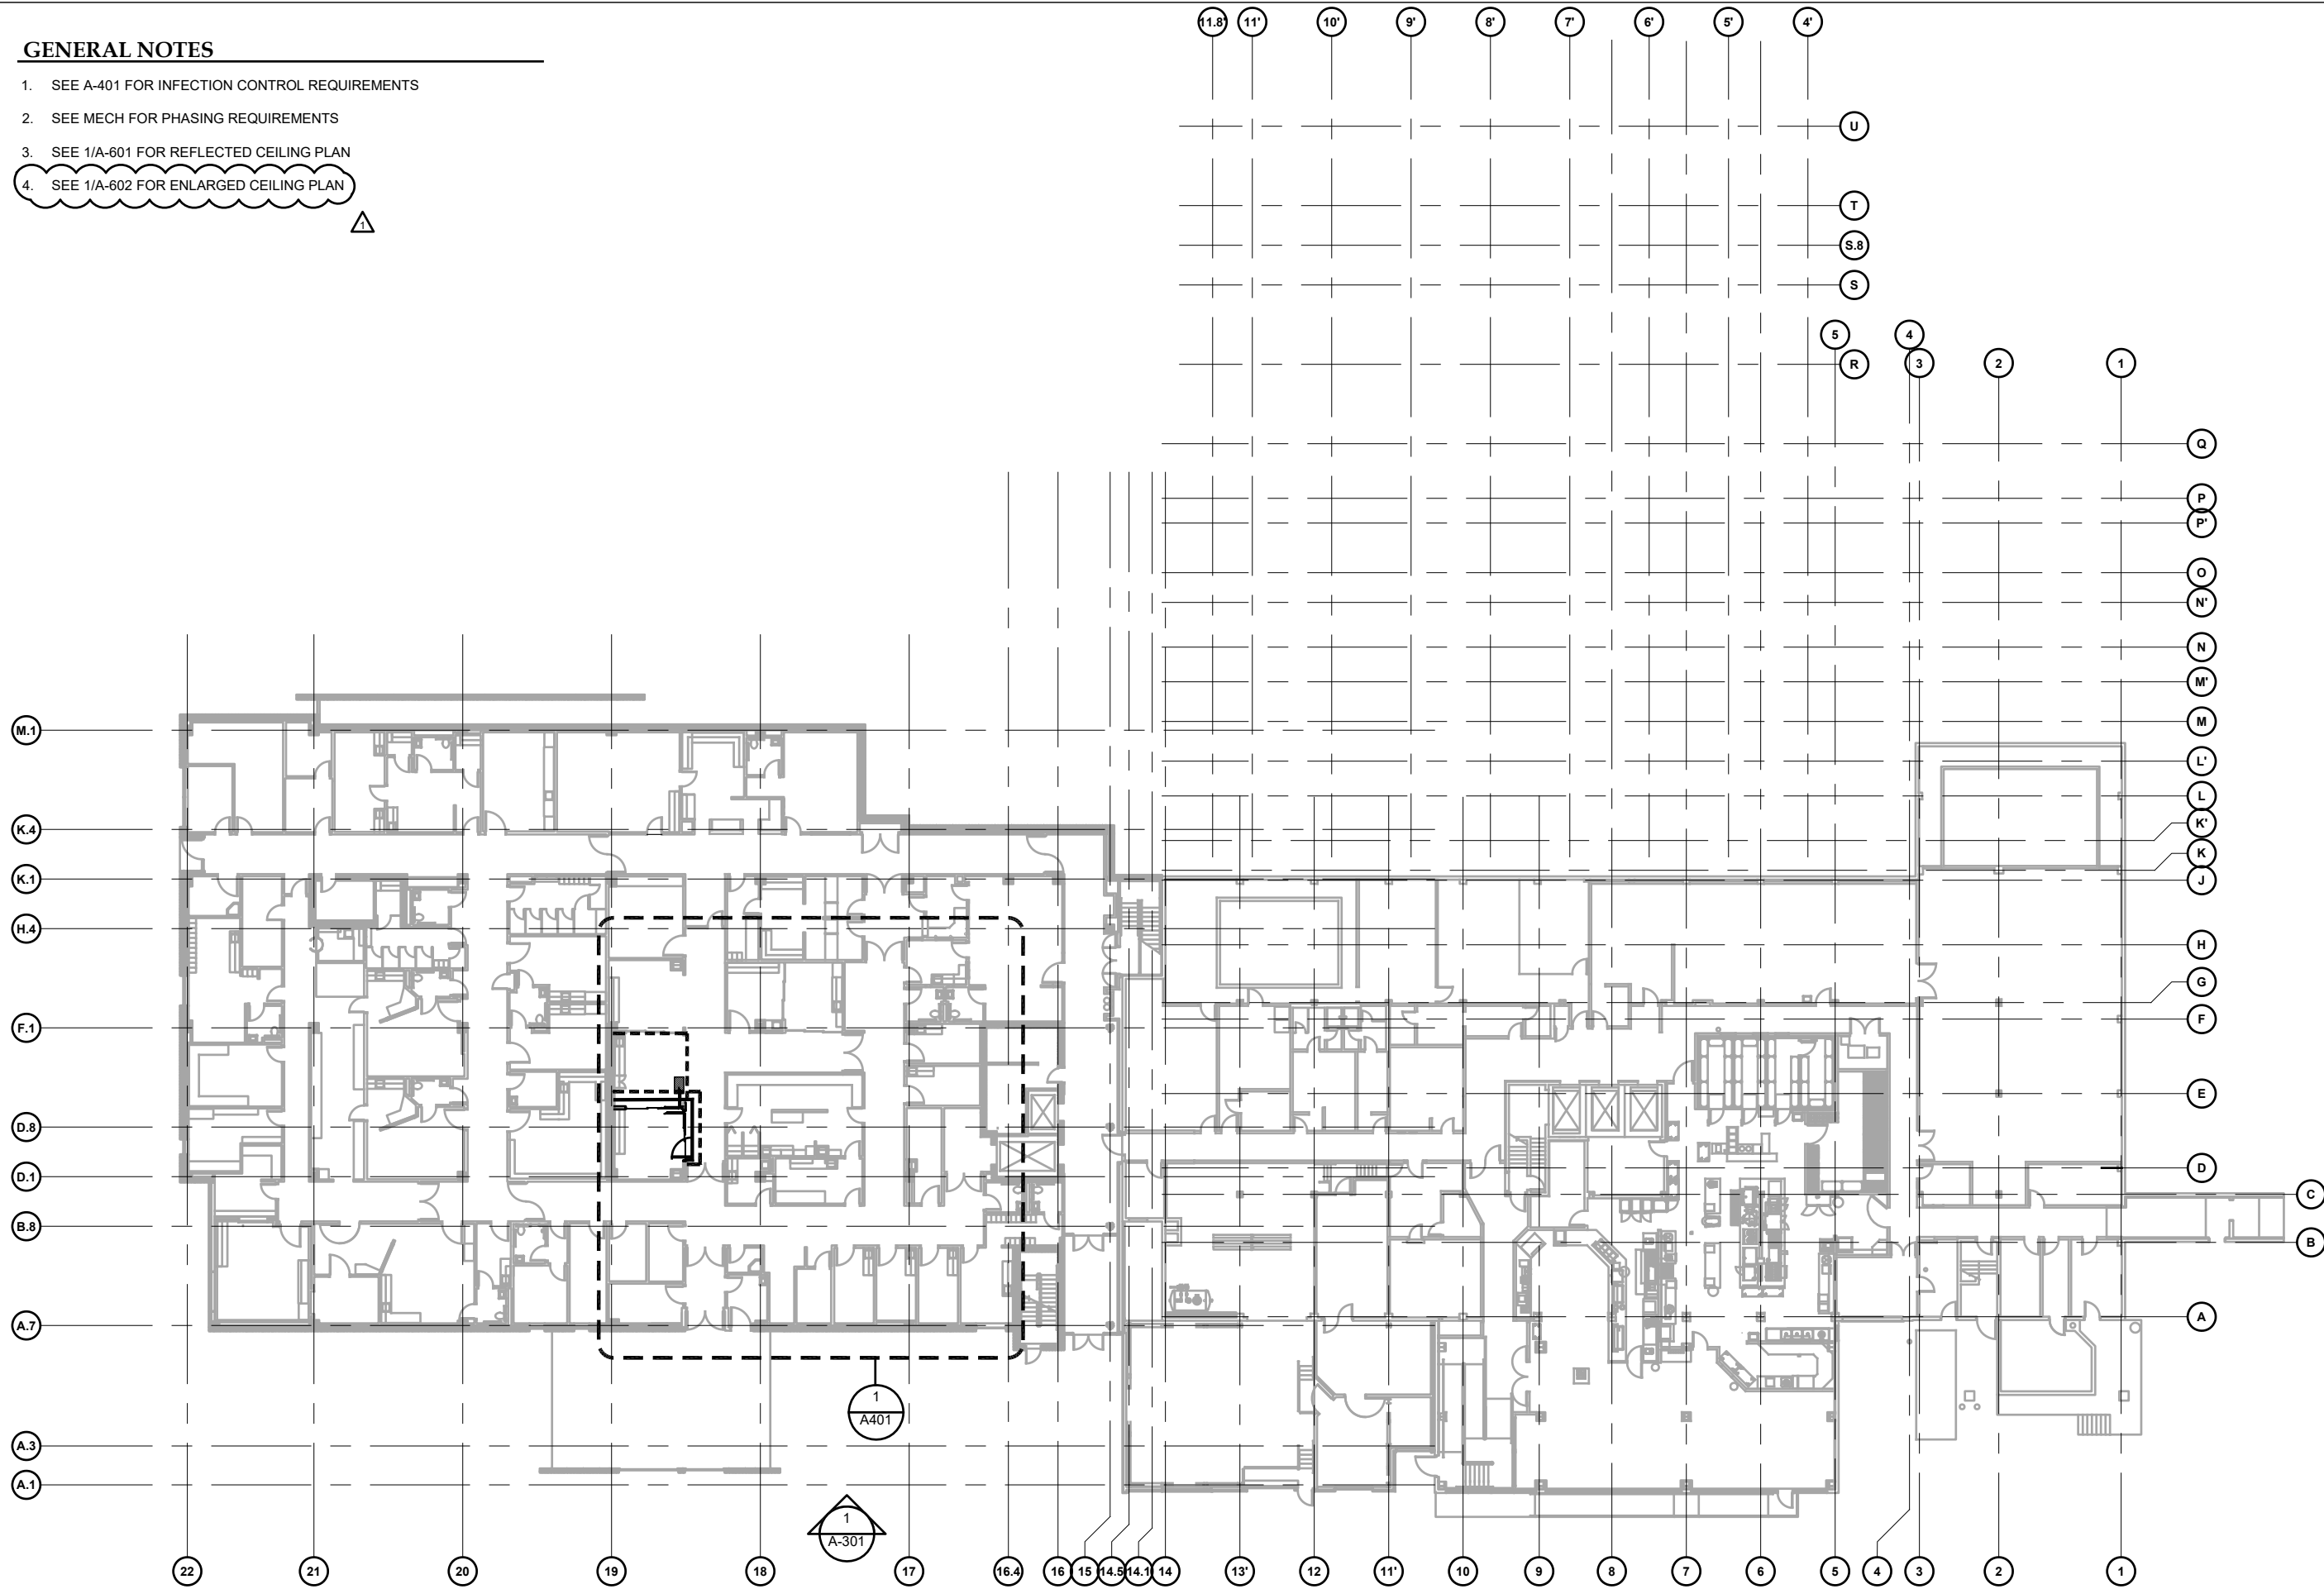 11.8'
11'
10'
9'
8'
7'
6'
5'
4'
GENERAL NOTES
1. SEE A-401 FOR INFECTION CONTROL REQUIREMENTS
2. SEE MECH FOR PHASING REQUIREMENTS
3. SEE 1/A-601 FOR REFLECTED CEILING PLAN
4. SEE 1/A-602 FOR ENLARGED CEILING PLAN
1
U
T
S.8
S
5
4
R
3
2
1
Q
P
P'
O
N'
N
M'
M
M.1
L'
L
K'
K.4
K
K.1
J
H.4
H
G
F.1
F
E
D.8
D
D.1
C
B.8
B
A.7
A
1
A401
A.3
A.1
1
A-301
22
21
20
19
18
17
16.4
16
15
14.5
14.1
14
13'
12
11'
10
9
8
7
6
5
4
3
2
1